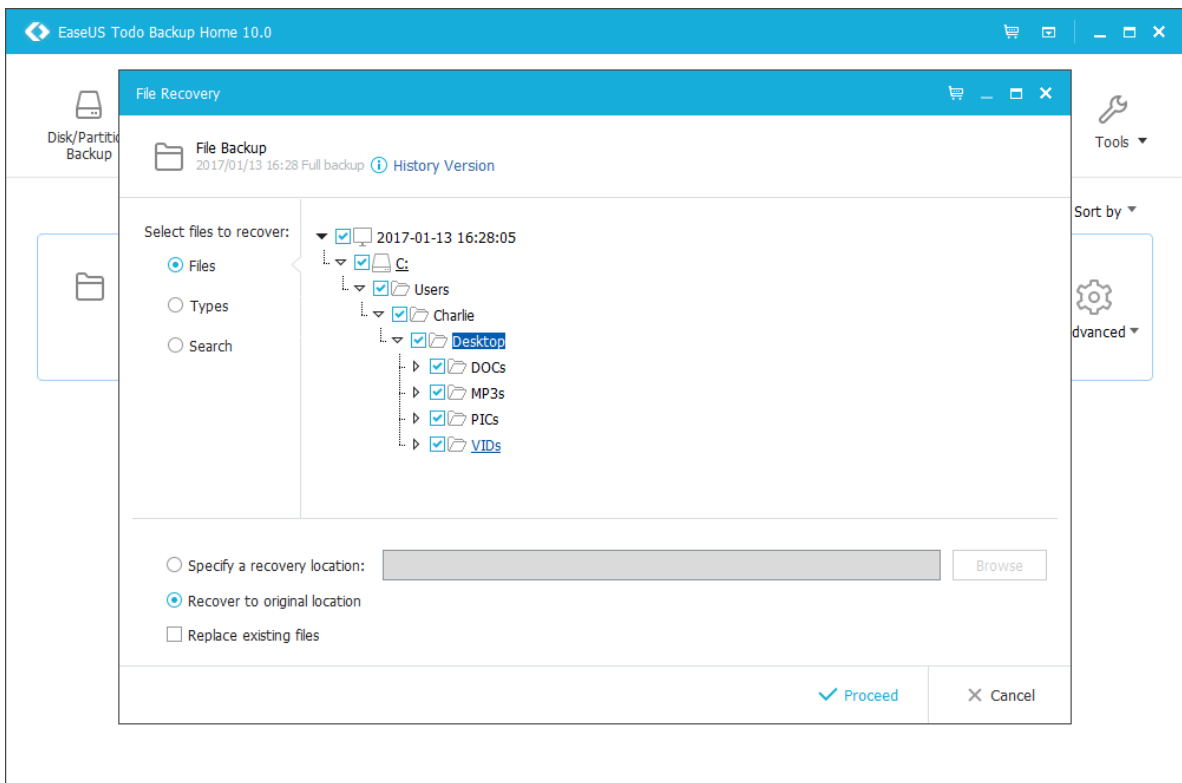 EaseUS Todo Backup Home 10.0
File Recovery
Disk/Partitio
Backup
Tools
File Backup
2017/01/13 16:28 Full backup
History Version
Sort by
Select files to recover:
Files
Types
Search
2017-01-13 16:28:05
C:
Users
Charlie
Desktop
DOCs
MP3s
PICs
VIDs
dvanced
Specify a recovery location:
Browse
Recover to original location
Replace existing files
Proceed
Cancel